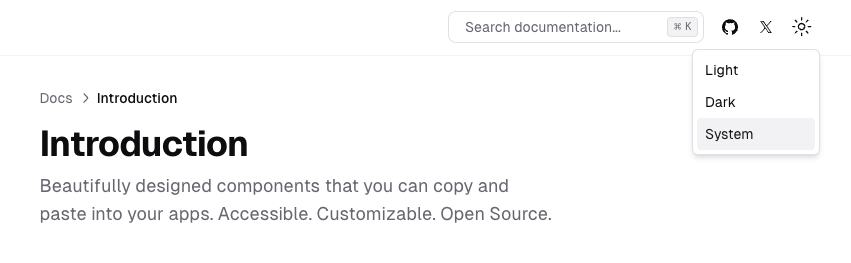 Search documentation...
⌘ K
Light
Dark
System
Docs > Introduction
Introduction
Beautifully designed components that you can copy and
paste into your apps. Accessible. Customizable. Open Source.